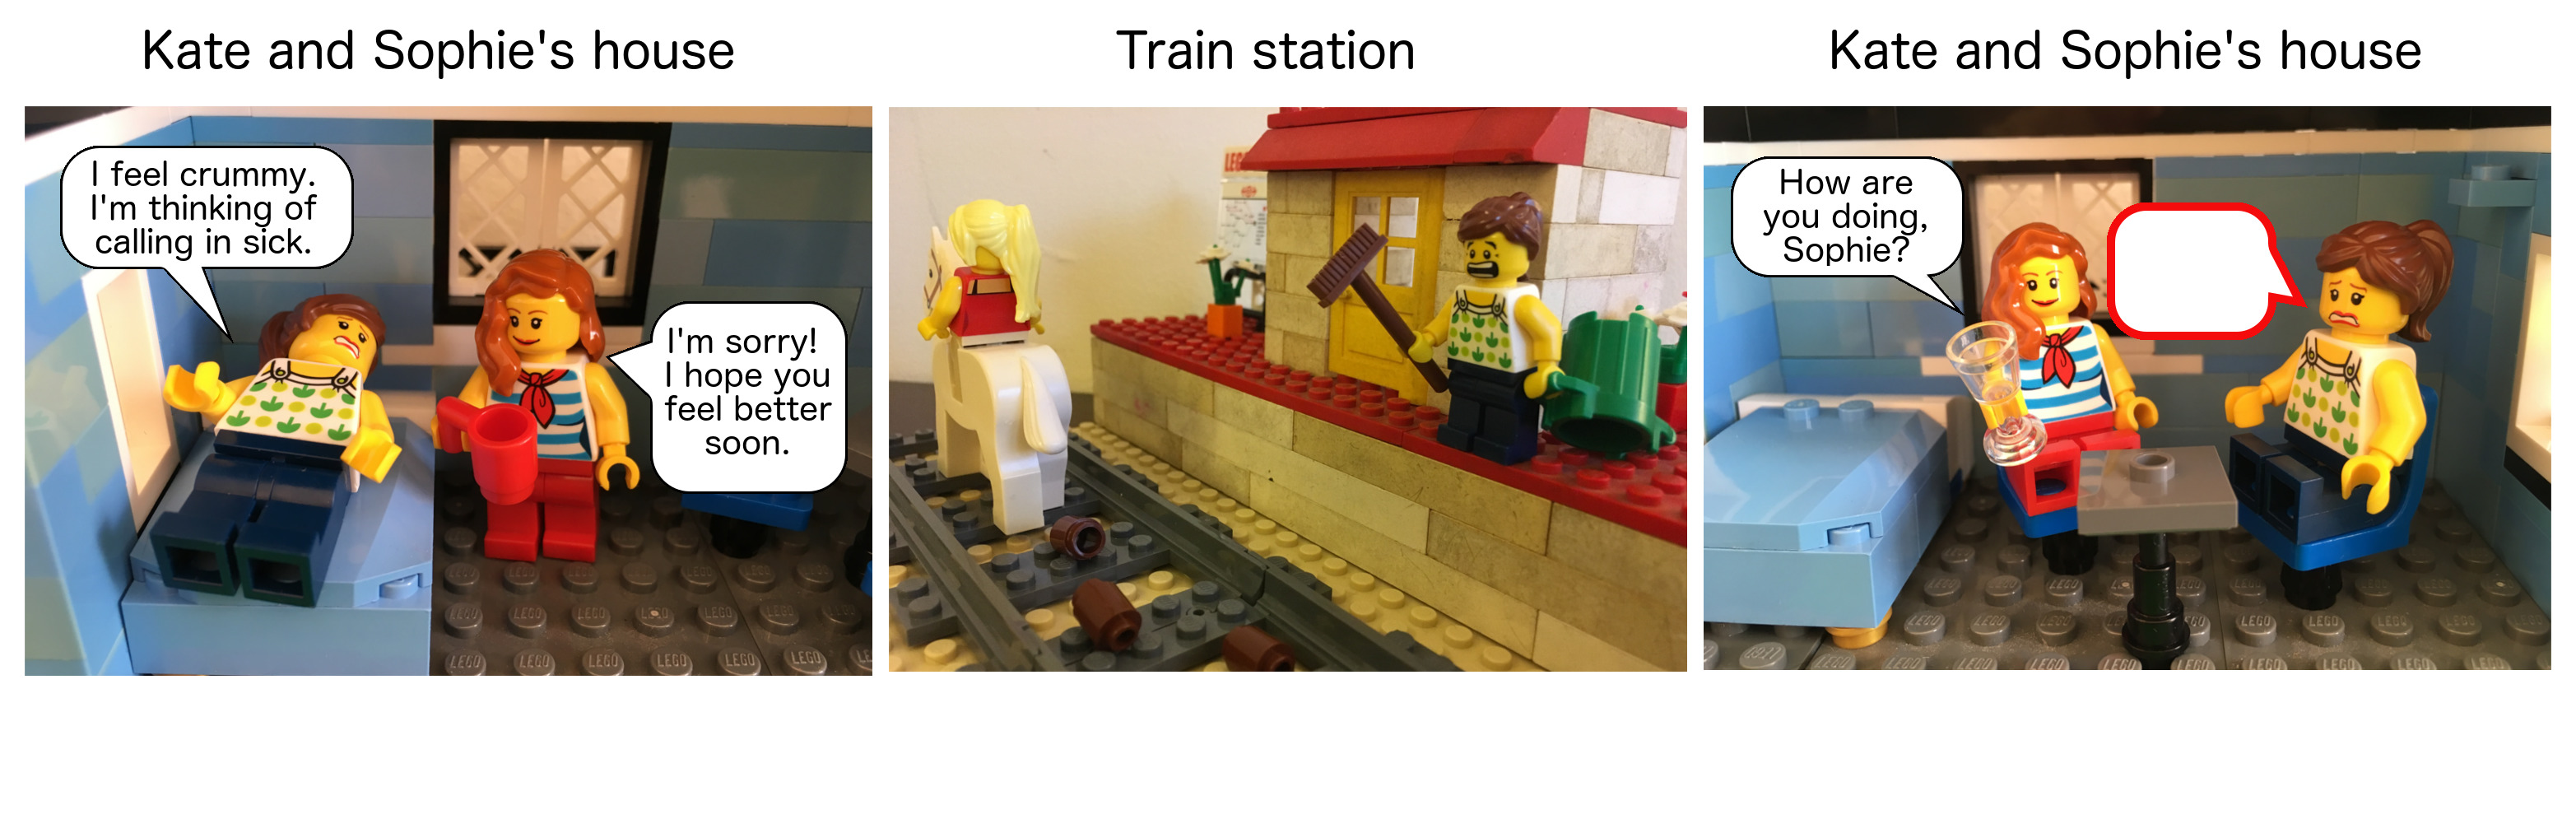 Kate and Sophie's house
I feel crummy.
I'm thinking of
calling in sick.
I'm sorry!
I hope you
feel better
soon.
Train station
LEGO
Kate and Sophie's house
How are
you doing,
Sophie?